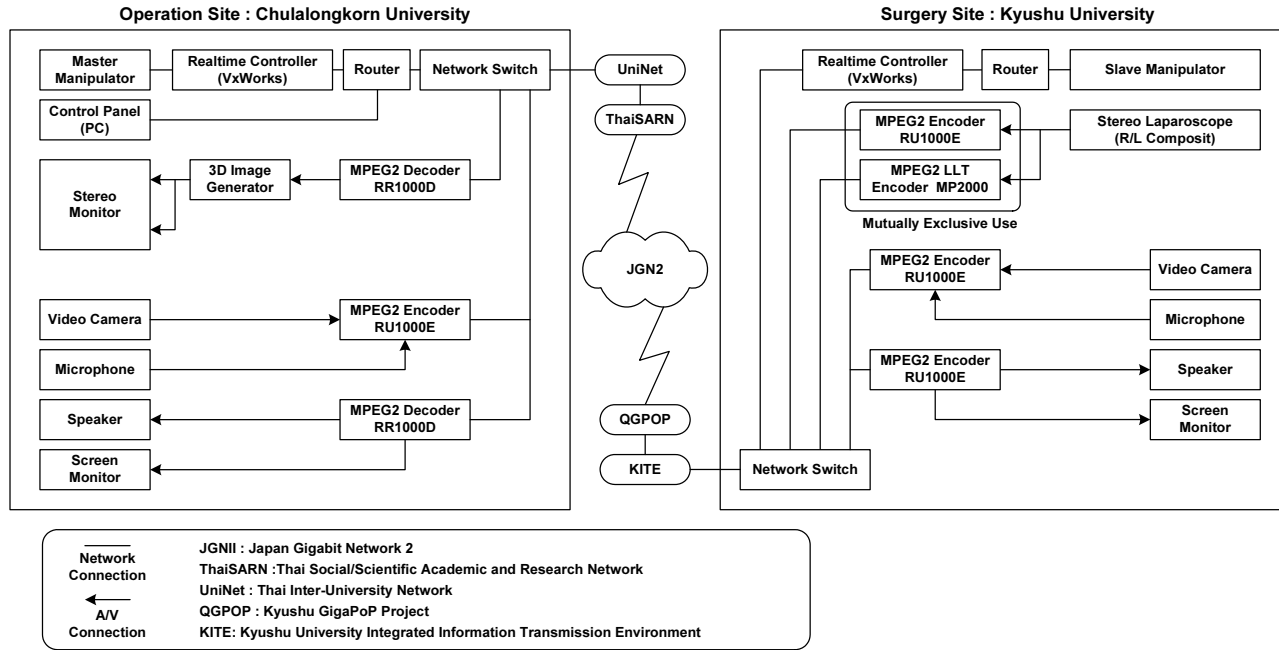 Operation Site : Chulalongkorn University
Master
Manipulator
Realtime Controller
(VxWorks)
Router
Network Switch
Control Panel
(PC)
Stereo
Monitor
3D Image
Generator
MPEG2 Decoder
RR1000D
Video Camera
MPEG2 Encoder
RU1000E
Microphone
Speaker
MPEG2 Decoder
RR1000D
Screen
Monitor
UniNet
ThaiSARN
JGN2
QGPOP
KITE
Surgery Site : Kyushu University
Realtime Controller
(VxWorks)
Router
Slave Manipulator
MPEG2 Encoder
RU1000E
Stereo Laparoscope
(R/L Composit)
MPEG2 LLT
Encoder MP2000
Mutually Exclusive Use
MPEG2 Encoder
RU1000E
Video Camera
Microphone
MPEG2 Encoder
RU1000E
Speaker
Screen
Monitor
Network Switch
Network
Connection
A/V
Connection
JGNII : Japan Gigabit Network 2
ThaiSARN :Thai Social/Scientific Academic and Research Network
UniNet : Thai Inter-University Network
QGPOP : Kyushu GigaPoP Project
KITE: Kyushu University Integrated Information Transmission Environment